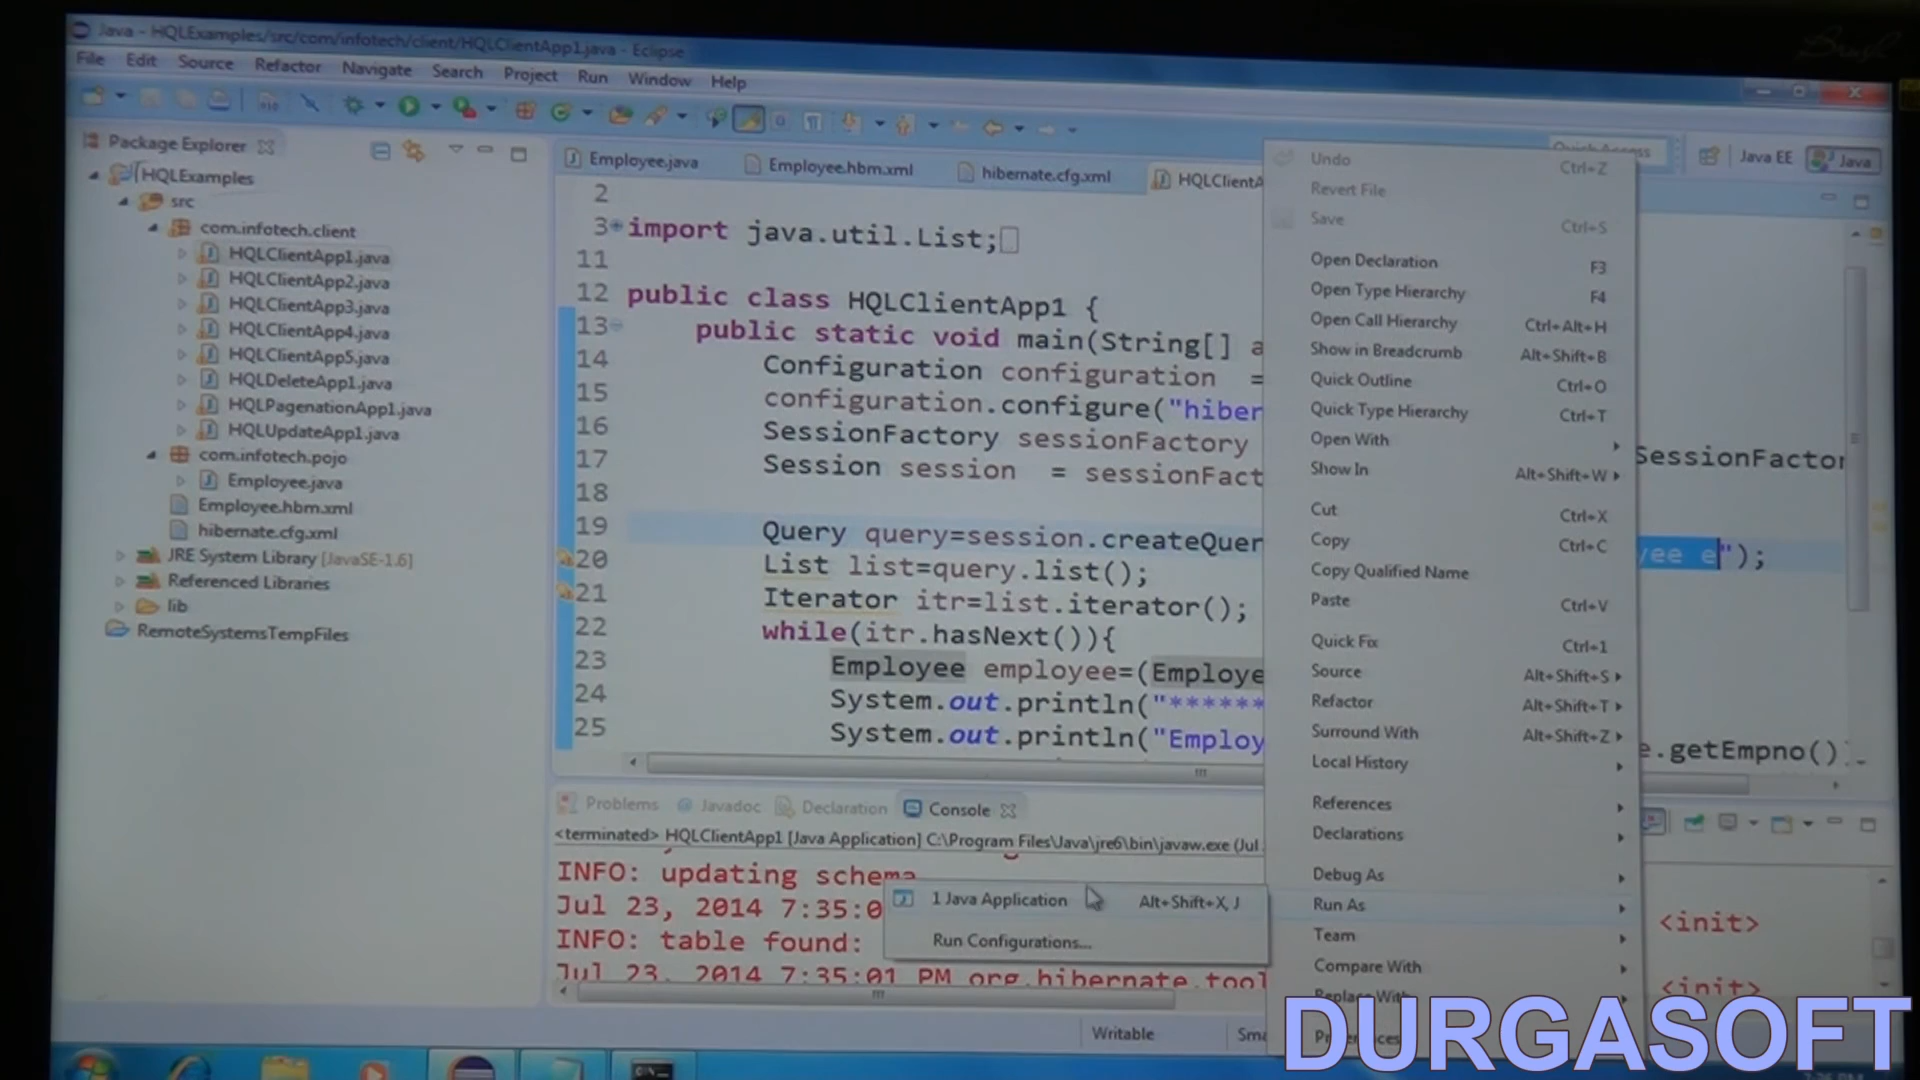 Java - HQLExamples/src/com/infotech/client/HQLClientApp1.java - Eclipse
File Edit Source Refactor Navigate Search Project Run Window Help
Java EE Java
Package Explorer
HQLExamples
src
com.infotech.client
HQLClientApp1.java
HQLClientApp2.java
HQLClientApp3.java
HQLClientApp4.java
HQLClientApp5.java
HQLDeleteApp1.java
HQLPagenationApp1.java
HQLUpdateApp1.java
com.infotech.pojo
Employee.java
Employee.hbm.xml
hibernate.cfg.xml
JRE System Library [JavaSE-1.6]
Referenced Libraries
lib
RemoteSystemsTempFiles
Employee.java Employee.hbm.xml hibernate.cfg.xml HQLClientA
2
3 import java.util.List;
11
12 public class HQLClientApp1 {
13 public static void main(String[] a
14 Configuration configuration =
15 configuration.configure("hiber
16 SessionFactory sessionFactory SessionFactor
17 Session session = sessionFact
18
19 Query query=session.createQuer yee e");
20 List list=query.list();
21 Iterator itr=list.iterator();
22 while(itr.hasNext()){
23 Employee employee=(Employe
24 System.out.println("*******
25 System.out.println("Employ e.getEmpno()
Undo Ctrl+Z
Revert File
Save Ctrl+S
Open Declaration F3
Open Type Hierarchy F4
Open Call Hierarchy Ctrl+Alt+H
Show in Breadcrumb Alt+Shift+B
Quick Outline Ctrl+O
Quick Type Hierarchy Ctrl+T
Open With
Show In Alt+Shift+W
Cut Ctrl+X
Copy Ctrl+C
Copy Qualified Name
Paste Ctrl+V
Quick Fix Ctrl+1
Source Alt+Shift+S
Refactor Alt+Shift+T
Surround With Alt+Shift+Z
Local History
References
Declarations
Debug As
Run As
Team
Compare With
Replace With
1 Java Application Alt+Shift+X, J
Run Configurations...
Problems Javadoc Declaration Console
<terminated> HQLClientApp1 [Java Application] C:\Program Files\Java\jre6\bin\javaw.exe (Jul
INFO: updating schema
Jul 23, 2014 7:35:0 <init>
INFO: table found:
Jul 23, 2014 7:35:01 PM org.hibernate.tool <init>
Writable Sma
DURGASOFT